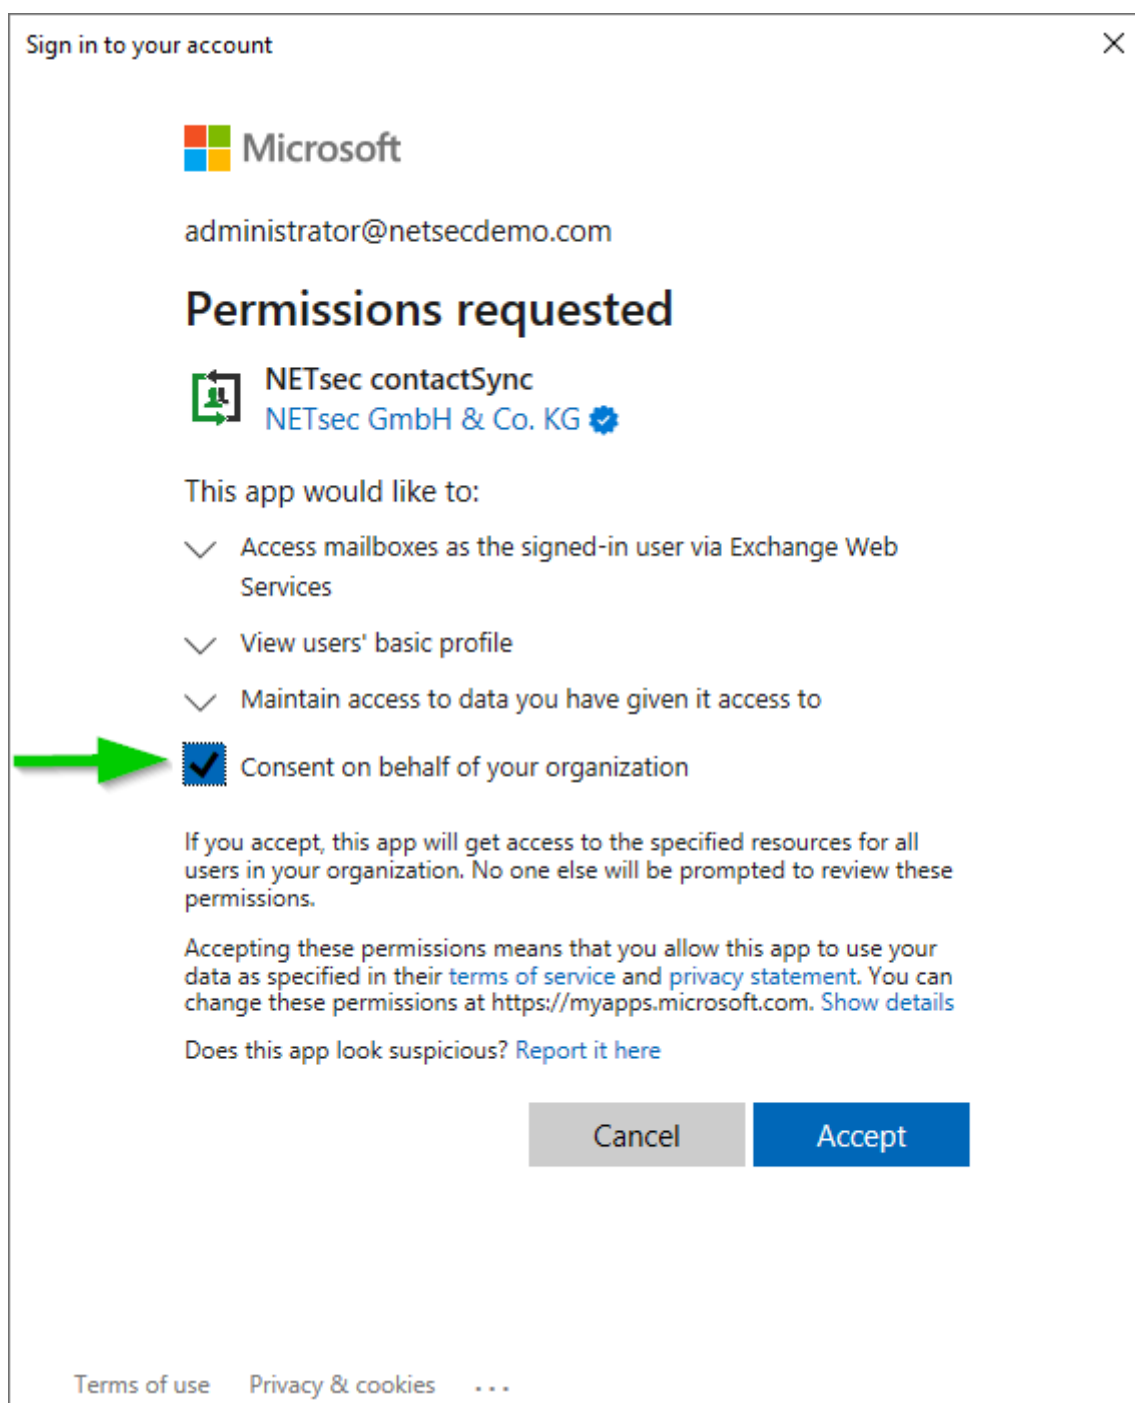 Sign in to your account
Microsoft
administrator@netsecdemo.com
Permissions requested
NETsec contactSync
NETsec GmbH & Co. KG
This app would like to:
Access mailboxes as the signed-in user via Exchange Web
Services
View users' basic profile
Maintain access to data you have given it access to
Consent on behalf of your organization
If you accept, this app will get access to the specified resources for all
users in your organization. No one else will be prompted to review these
permissions.
Accepting these permissions means that you allow this app to use your
data as specified in their terms of service and privacy statement. You can
change these permissions at https://myapps.microsoft.com. Show details
Does this app look suspicious? Report it here
Cancel Accept
Terms of use Privacy & cookies ...